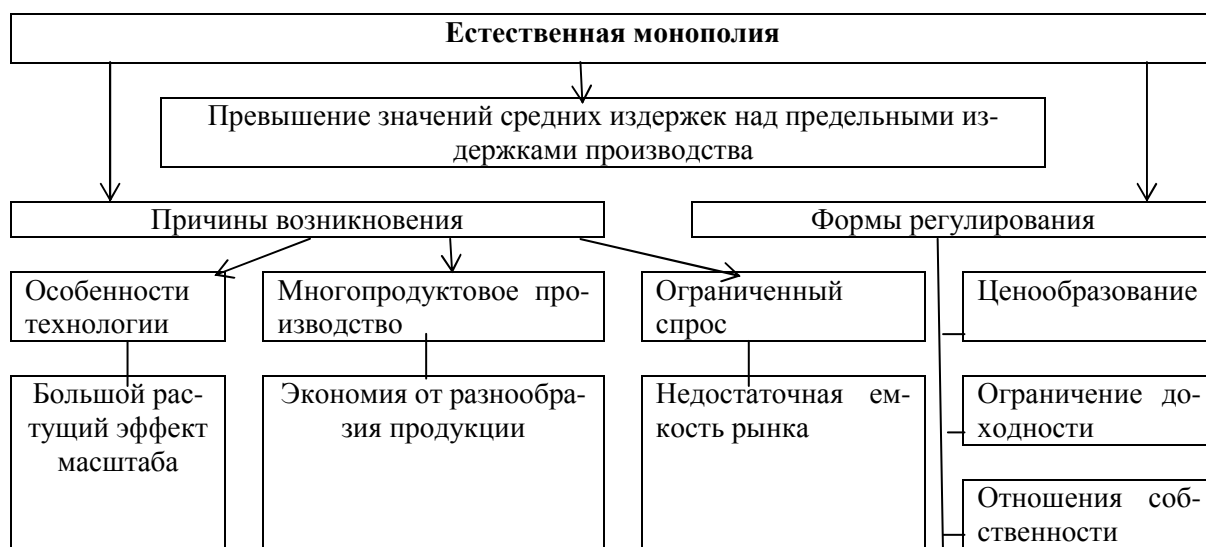 Естественная монополия
Превышение значений средних издержек над предельными из-
держками производства
Причины возникновения
Формы регулирования
Особенности
технологии
Многопродуктовое про-
изводство
Ограниченный
спрос
Ценообразование
Большой рас-
тущий эффект
масштаба
Экономия от разнообра-
зия продукции
Недостаточная ем-
кость рынка
Ограничение до-
ходности
Отношения соб-
ственности